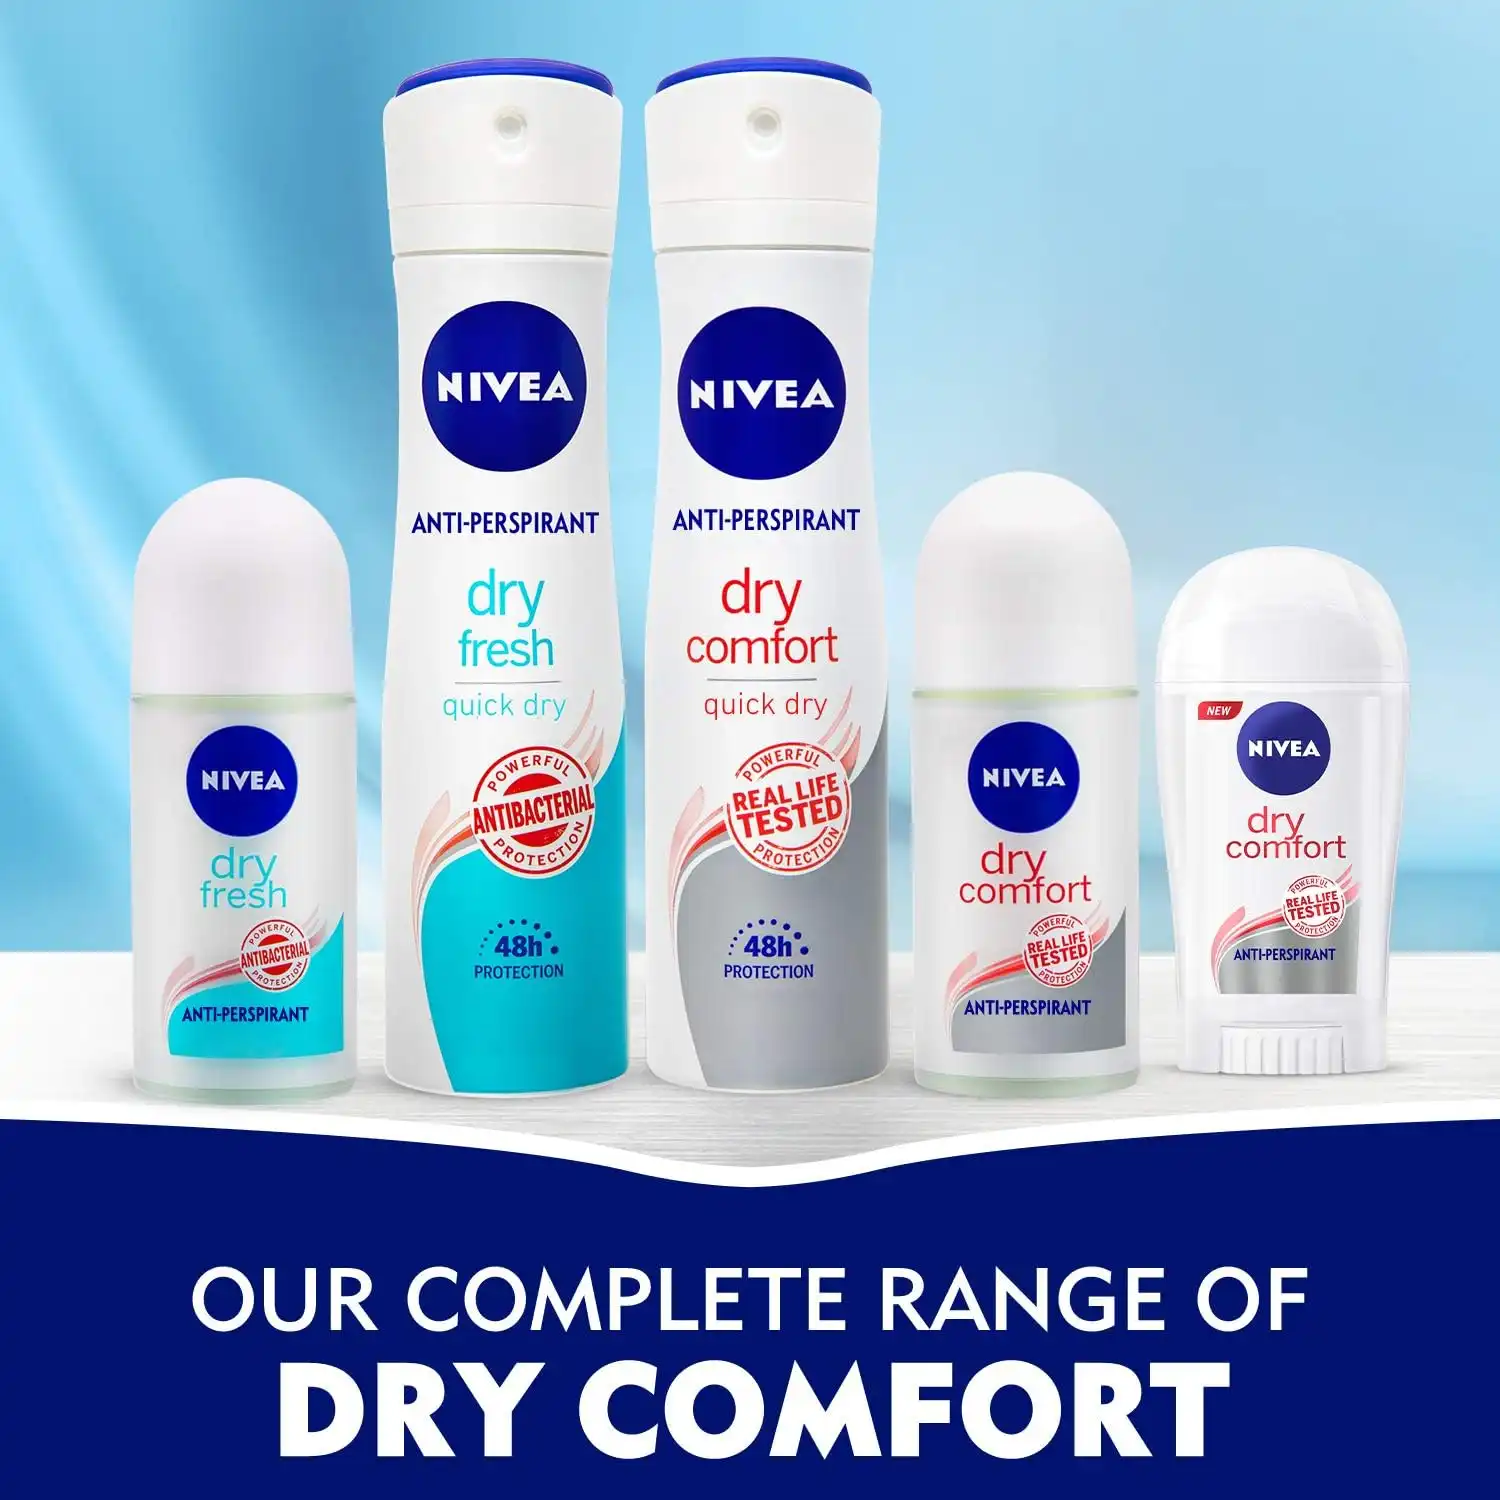 NIVEA
dry
fresh
POWERFUL
ANTIBACTERIAL
PROTECTION
ANTI-PERSPIRANT
NIVEA
ANTI-PERSPIRANT
dry
fresh
quick dry
POWERFUL
ANTIBACTERIAL
PROTECTION
48h
PROTECTION
NIVEA
ANTI-PERSPIRANT
dry
comfort
quick dry
POWERFUL
REAL LIFE
TESTED
PROTECTION
48h
PROTECTION
NIVEA
dry
comfort
POWERFUL
REAL LIFE
TESTED
PROTECTION
ANTI-PERSPIRANT
NEW
NIVEA
dry
comfort
POWERFUL
REAL LIFE
TESTED
PROTECTION
ANTI-PERSPIRANT
OUR COMPLETE RANGE OF
DRY COMFORT